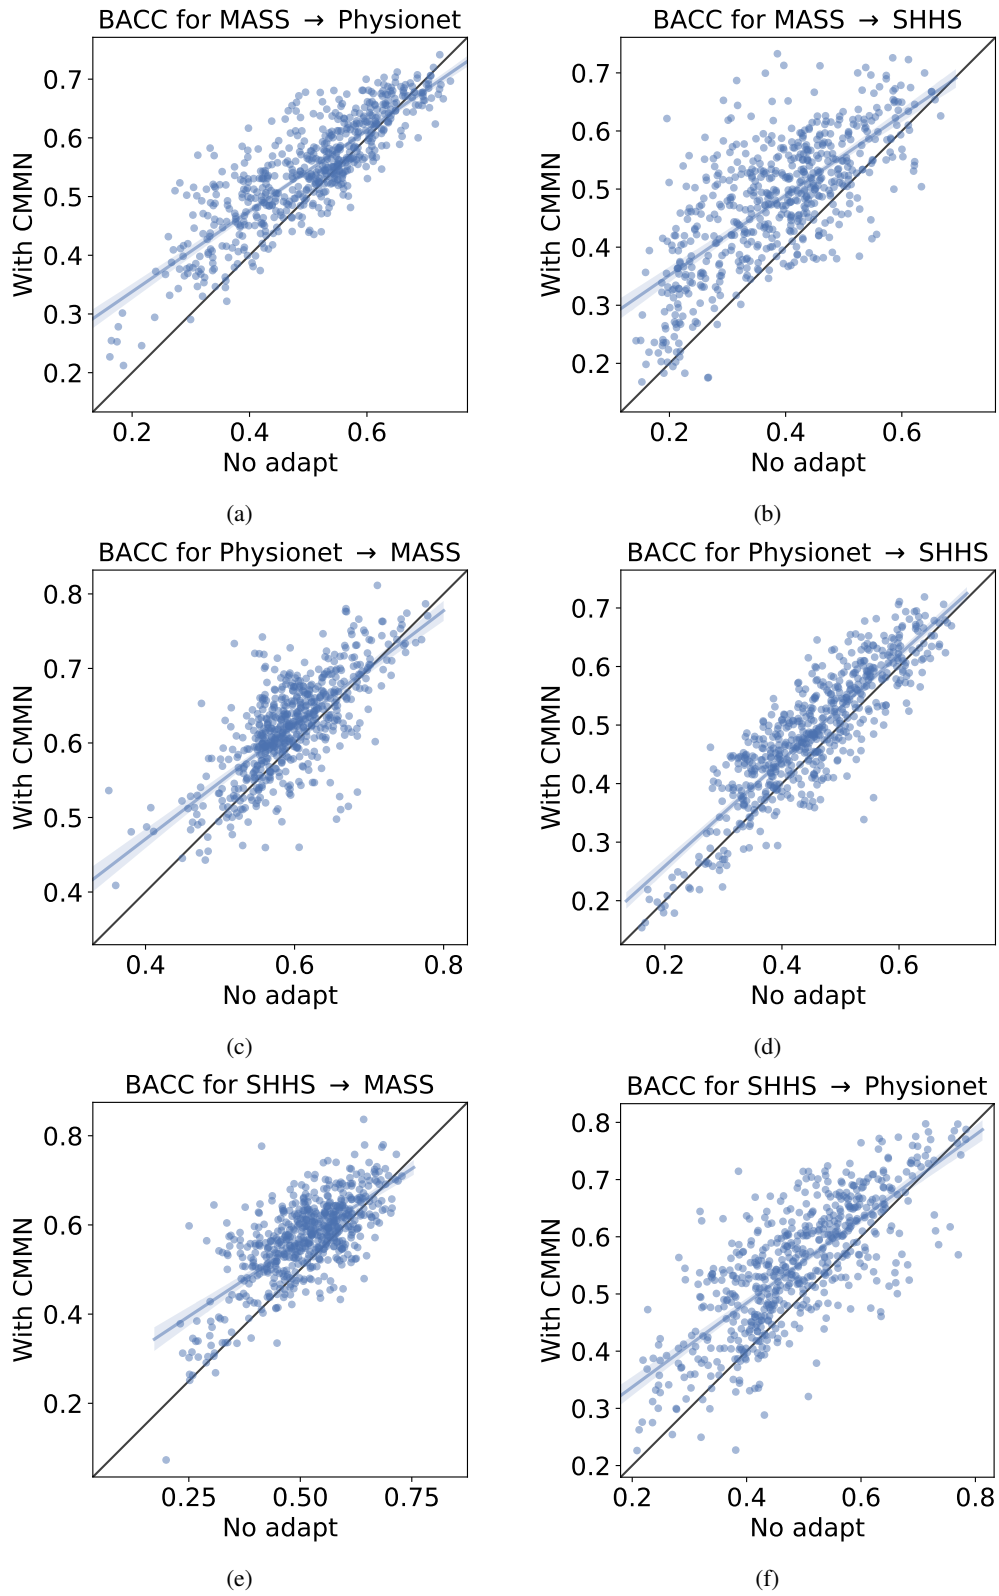 BACC for MASS → Physionet
BACC for MASS → SHHS
With CMMN
0.7
0.6
0.5
0.4
0.3
0.2
0.2 0.4 0.6
No adapt
(a)
With CMMN
0.7
0.6
0.5
0.4
0.3
0.2
0.2 0.4 0.6
No adapt
(b)
BACC for Physionet → MASS
BACC for Physionet → SHHS
With CMMN
0.8
0.7
0.6
0.5
0.4
0.4 0.6 0.8
No adapt
(c)
With CMMN
0.7
0.6
0.5
0.4
0.3
0.2
0.2 0.4 0.6
No adapt
(d)
BACC for SHHS → MASS
BACC for SHHS → Physionet
With CMMN
0.8
0.6
0.4
0.2
0.25 0.50 0.75
No adapt
(e)
With CMMN
0.8
0.7
0.6
0.5
0.4
0.3
0.2
0.2 0.4 0.6 0.8
No adapt
(f)